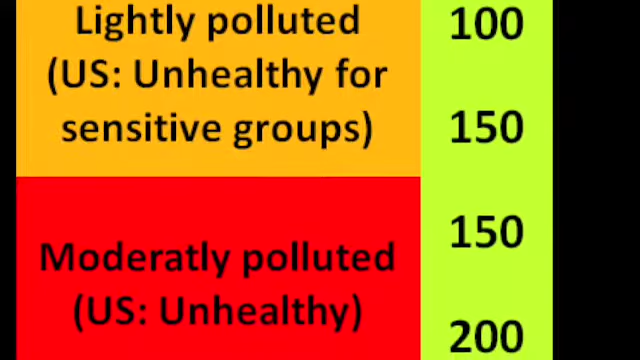 Lightly polluted
(US: Unhealthy for
sensitive groups)
100
150
Moderatly polluted
(US: Unhealthy)
150
200